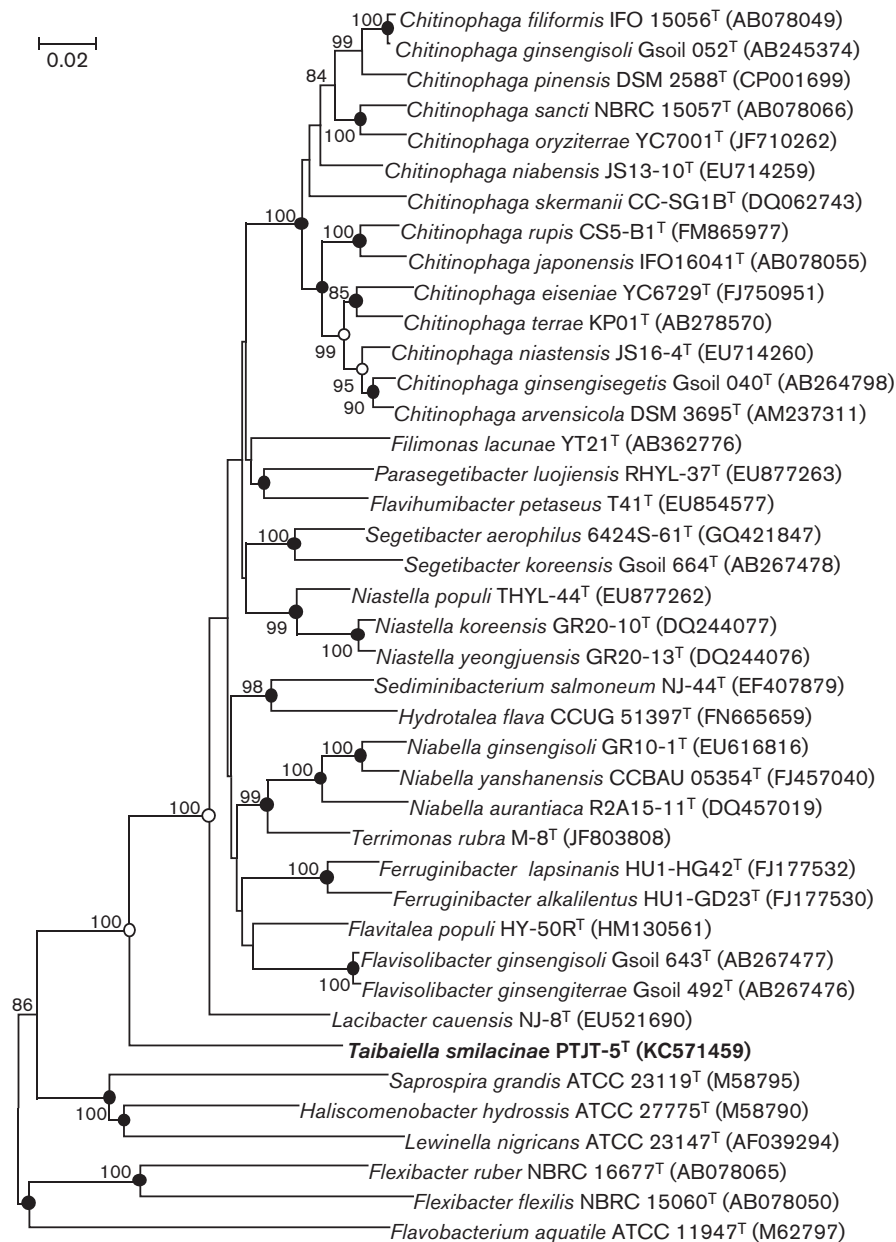 100 Chitinophaga filiformis IFO 15056ᵀ (AB078049)
Chitinophaga ginsengisoli Gsoil 052ᵀ (AB245374)
99
0.02
84 Chitinophaga pinensis DSM 2588ᵀ (CP001699)
Chitinophaga sancti NBRC 15057ᵀ (AB078066)
100 Chitinophaga oryziterrae YC7001ᵀ (JF710262)
Chitinophaga niabensis JS13-10ᵀ (EU714259)
Chitinophaga skermanii CC-SG1Bᵀ (DQ062743)
100
100 Chitinophaga rupis CS5-B1ᵀ (FM865977)
Chitinophaga japonensis IFO16041ᵀ (AB078055)
85 Chitinophaga eiseniae YC6729ᵀ (FJ750951)
Chitinophaga terrae KP01ᵀ (AB278570)
99 Chitinophaga niastensis JS16-4ᵀ (EU714260)
95 Chitinophaga ginsengisegetis Gsoil 040ᵀ (AB264798)
90 Chitinophaga arvensicola DSM 3695ᵀ (AM237311)
Filimonas lacunae YT21ᵀ (AB362776)
Parasegetibacter luojiensis RHYL-37ᵀ (EU877263)
Flavihumibacter petaseus T41ᵀ (EU854577)
100 Segetibacter aerophilus 6424S-61ᵀ (GQ421847)
Segetibacter koreensis Gsoil 664ᵀ (AB267478)
Niastella populi THYL-44ᵀ (EU877262)
99 Niastella koreensis GR20-10ᵀ (DQ244077)
100 Niastella yeongjuensis GR20-13ᵀ (DQ244076)
98 Sediminibacterium salmoneum NJ-44ᵀ (EF407879)
Hydrotalea flava CCUG 51397ᵀ (FN665659)
100 Niabella ginsengisoli GR10-1ᵀ (EU616816)
100 Niabella yanshanensis CCBAU 05354ᵀ (FJ457040)
99 Niabella aurantiaca R2A15-11ᵀ (DQ457019)
100
Terrimonas rubra M-8ᵀ (JF803808)
100 Ferruginibacter lapsinanis HU1-HG42ᵀ (FJ177532)
Ferruginibacter alkalilentus HU1-GD23ᵀ (FJ177530)
100 Flavitalea populi HY-50Rᵀ (HM130561)
Flavisolibacter ginsengisoli Gsoil 643ᵀ (AB267477)
100 Flavisolibacter ginsengiterrae Gsoil 492ᵀ (AB267476)
86 Lacibacter cauensis NJ-8ᵀ (EU521690)
Taibaiella smilacinae PTJT-5ᵀ (KC571459)
Saprospira grandis ATCC 23119ᵀ (M58795)
100 Haliscomenobacter hydrossis ATCC 27775ᵀ (M58790)
Lewinella nigricans ATCC 23147ᵀ (AF039294)
100 Flexibacter ruber NBRC 16677ᵀ (AB078065)
Flexibacter flexilis NBRC 15060ᵀ (AB078050)
Flavobacterium aquatile ATCC 11947ᵀ (M62797)